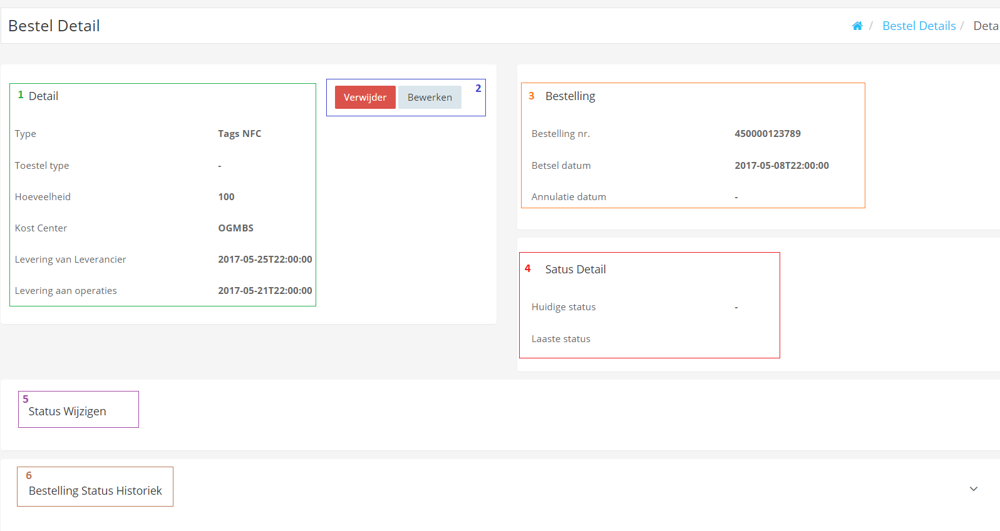 Bestel Detail
/ Bestel Details / Deta
1 Detail
Type Tags NFC
Toestel type -
Hoeveelheid 100
Kost Center OGMBS
Levering van Leverancier 2017-05-25T22:00:00
Levering aan operaties 2017-05-21T22:00:00
Verwijder Bewerken 2
3 Bestelling
Bestelling nr. 450000123789
Betsel datum 2017-05-08T22:00:00
Annulatie datum -
4 Satus Detail
Huidige status -
Laaste status
5
Status Wijzigen
6
Bestelling Status Historiek